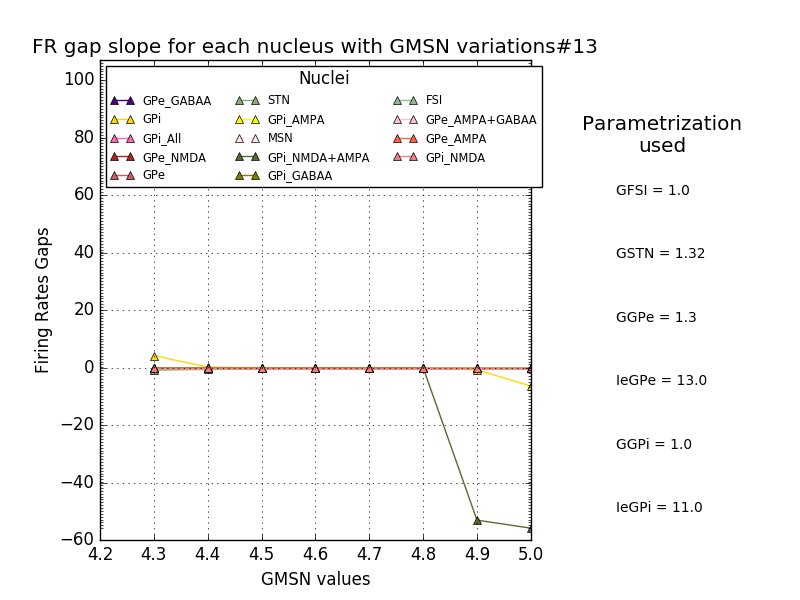 FR gap slope for each nucleus with GMSN variations#13
Nuclei
GPe_GABAA STN FSI
GPi GPi_AMPA GPe_AMPA+GABAA
GPi_All MSN GPe_AMPA
GPe_NMDA GPi_NMDA+AMPA GPi_NMDA
GPe GPi_GABAA
100
80
60
40
20
0
−20
−40
−60
Firing Rates Gaps
4.2 4.3 4.4 4.5 4.6 4.7 4.8 4.9 5.0
GMSN values
Parametrization
used
GFSI = 1.0
GSTN = 1.32
GGPe = 1.3
IeGPe = 13.0
GGPi = 1.0
IeGPi = 11.0